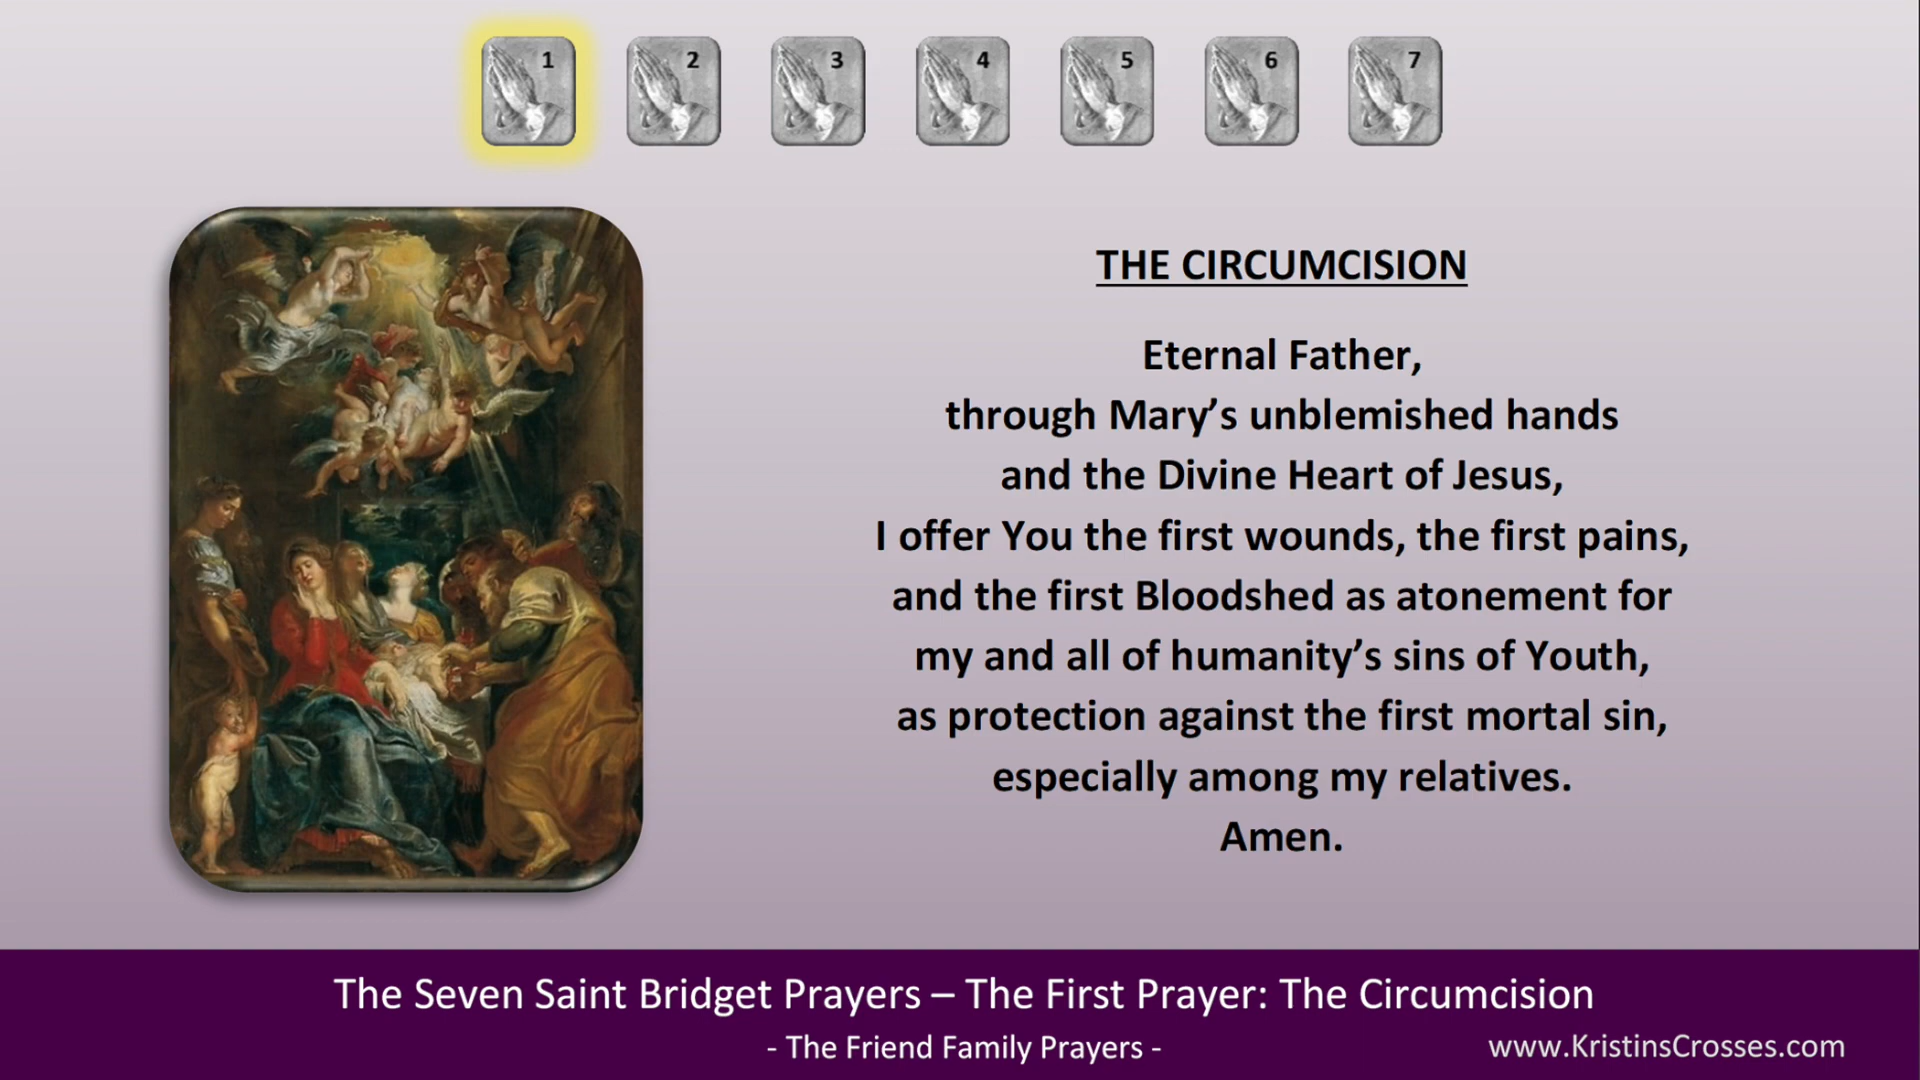 1
2
3
4
5
6
7
THE CIRCUMCISION
Eternal Father,
through Mary’s unblemished hands
and the Divine Heart of Jesus,
I offer You the first wounds, the first pains,
and the first Bloodshed as atonement for
my and all of humanity’s sins of Youth,
as protection against the first mortal sin,
especially among my relatives.
Amen.
The Seven Saint Bridget Prayers – The First Prayer: The Circumcision
- The Friend Family Prayers -
www.KristinsCrosses.com